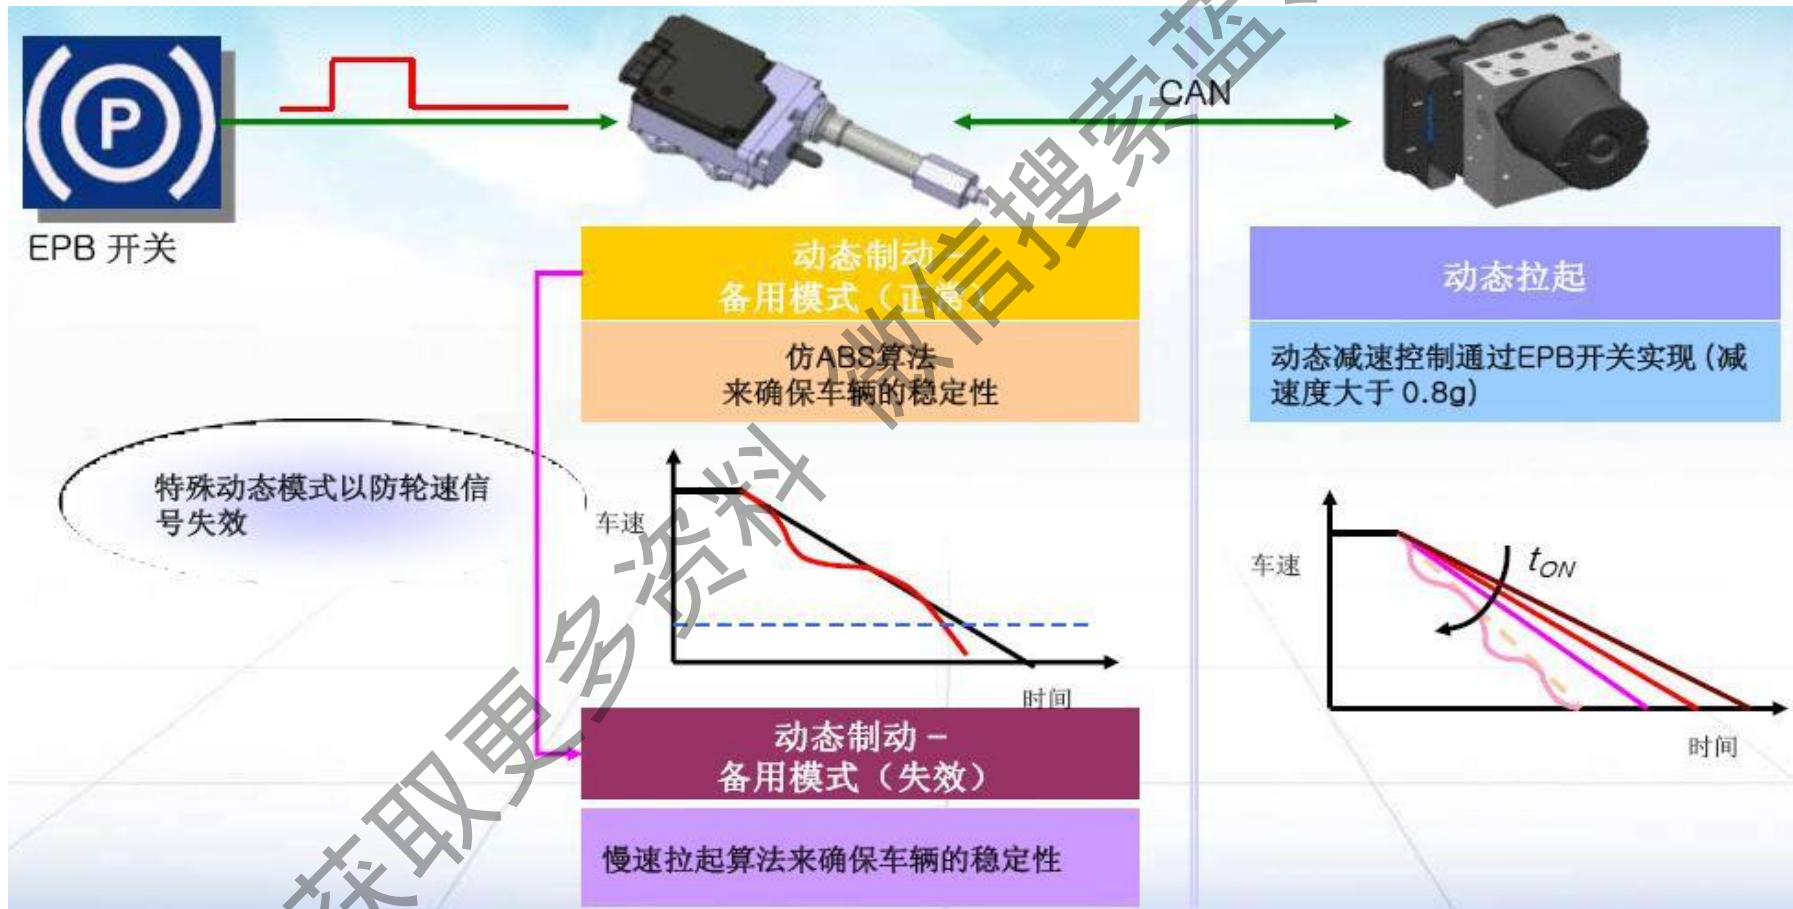 P
CAN
EPB 开关
动态制动 –
备用模式（正常）
仿ABS算法
来确保车辆的稳定性
动态拉起
动态减速控制通过EPB开关实现 (减
速度大于 0.8g)
特殊动态模式以防轮速信
号失效
车速
时间
车速
tON
时间
动态制动 –
备用模式（失效）
慢速拉起算法来确保车辆的稳定性
获取更多资料 微信搜索蓝